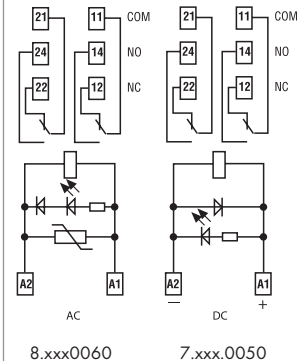 21 11 COM 21 11 COM
24 14 NO 24 14 NO
22 12 NC 22 12 NC
A2 A1 A2 A1
— +
AC DC
8.xxx0060 7.xxx.0050